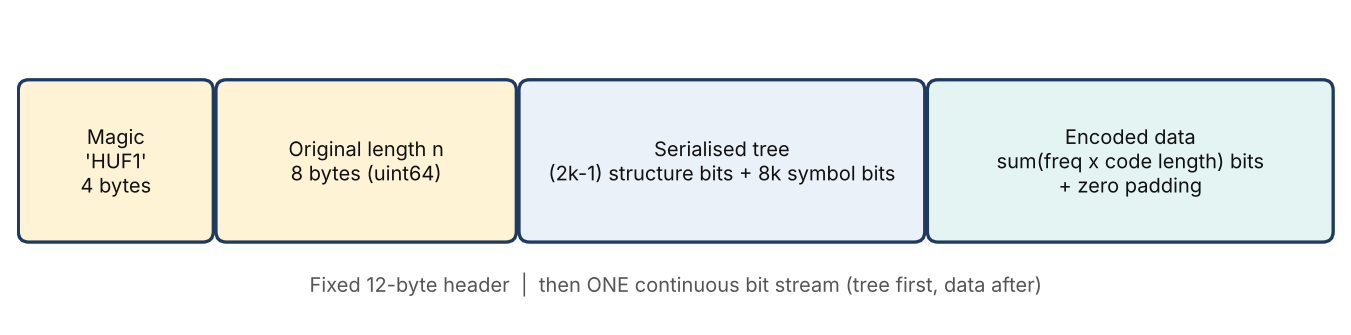 Magic
'HUF1'
4 bytes
Original length n
8 bytes (uint64)
Serialised tree
(2k-1) structure bits + 8k symbol bits
Encoded data
sum(freq x code length) bits
+ zero padding
Fixed 12-byte header | then ONE continuous bit stream (tree first, data after)